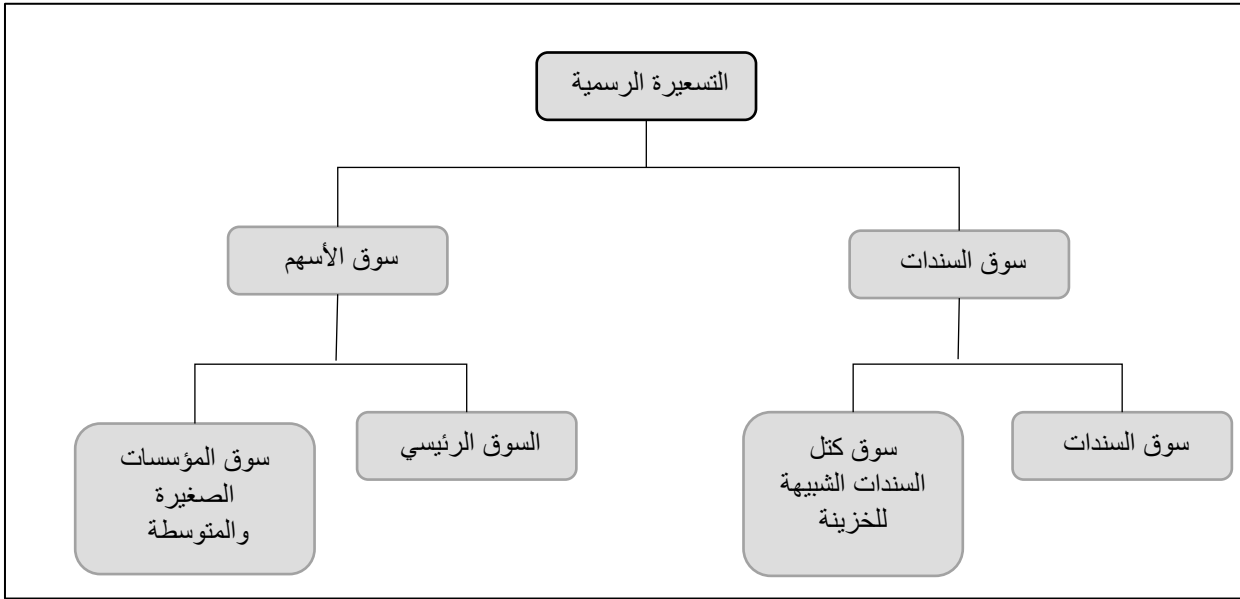 التسعيرة الرسمية
سوق السندات
سوق الأسهم
سوق السندات
سوق كتل
السندات الشبيهة
للخزينة
السوق الرئيسي
سوق المؤسسات
الصغيرة
والمتوسطة